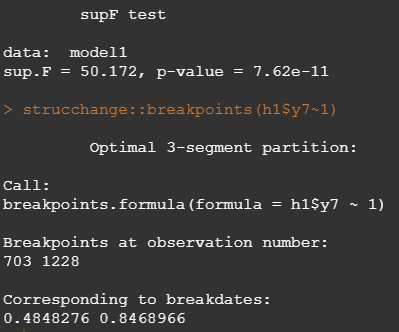 supF test
data:  model1
sup.F = 50.172, p-value = 7.62e-11
> strucchange::breakpoints(h1$y7~1)
Optimal 3-segment partition:
Call:
breakpoints.formula(formula = h1$y7 ~ 1)
Breakpoints at observation number:
703 1228
Corresponding to breakdates:
0.4848276 0.8468966